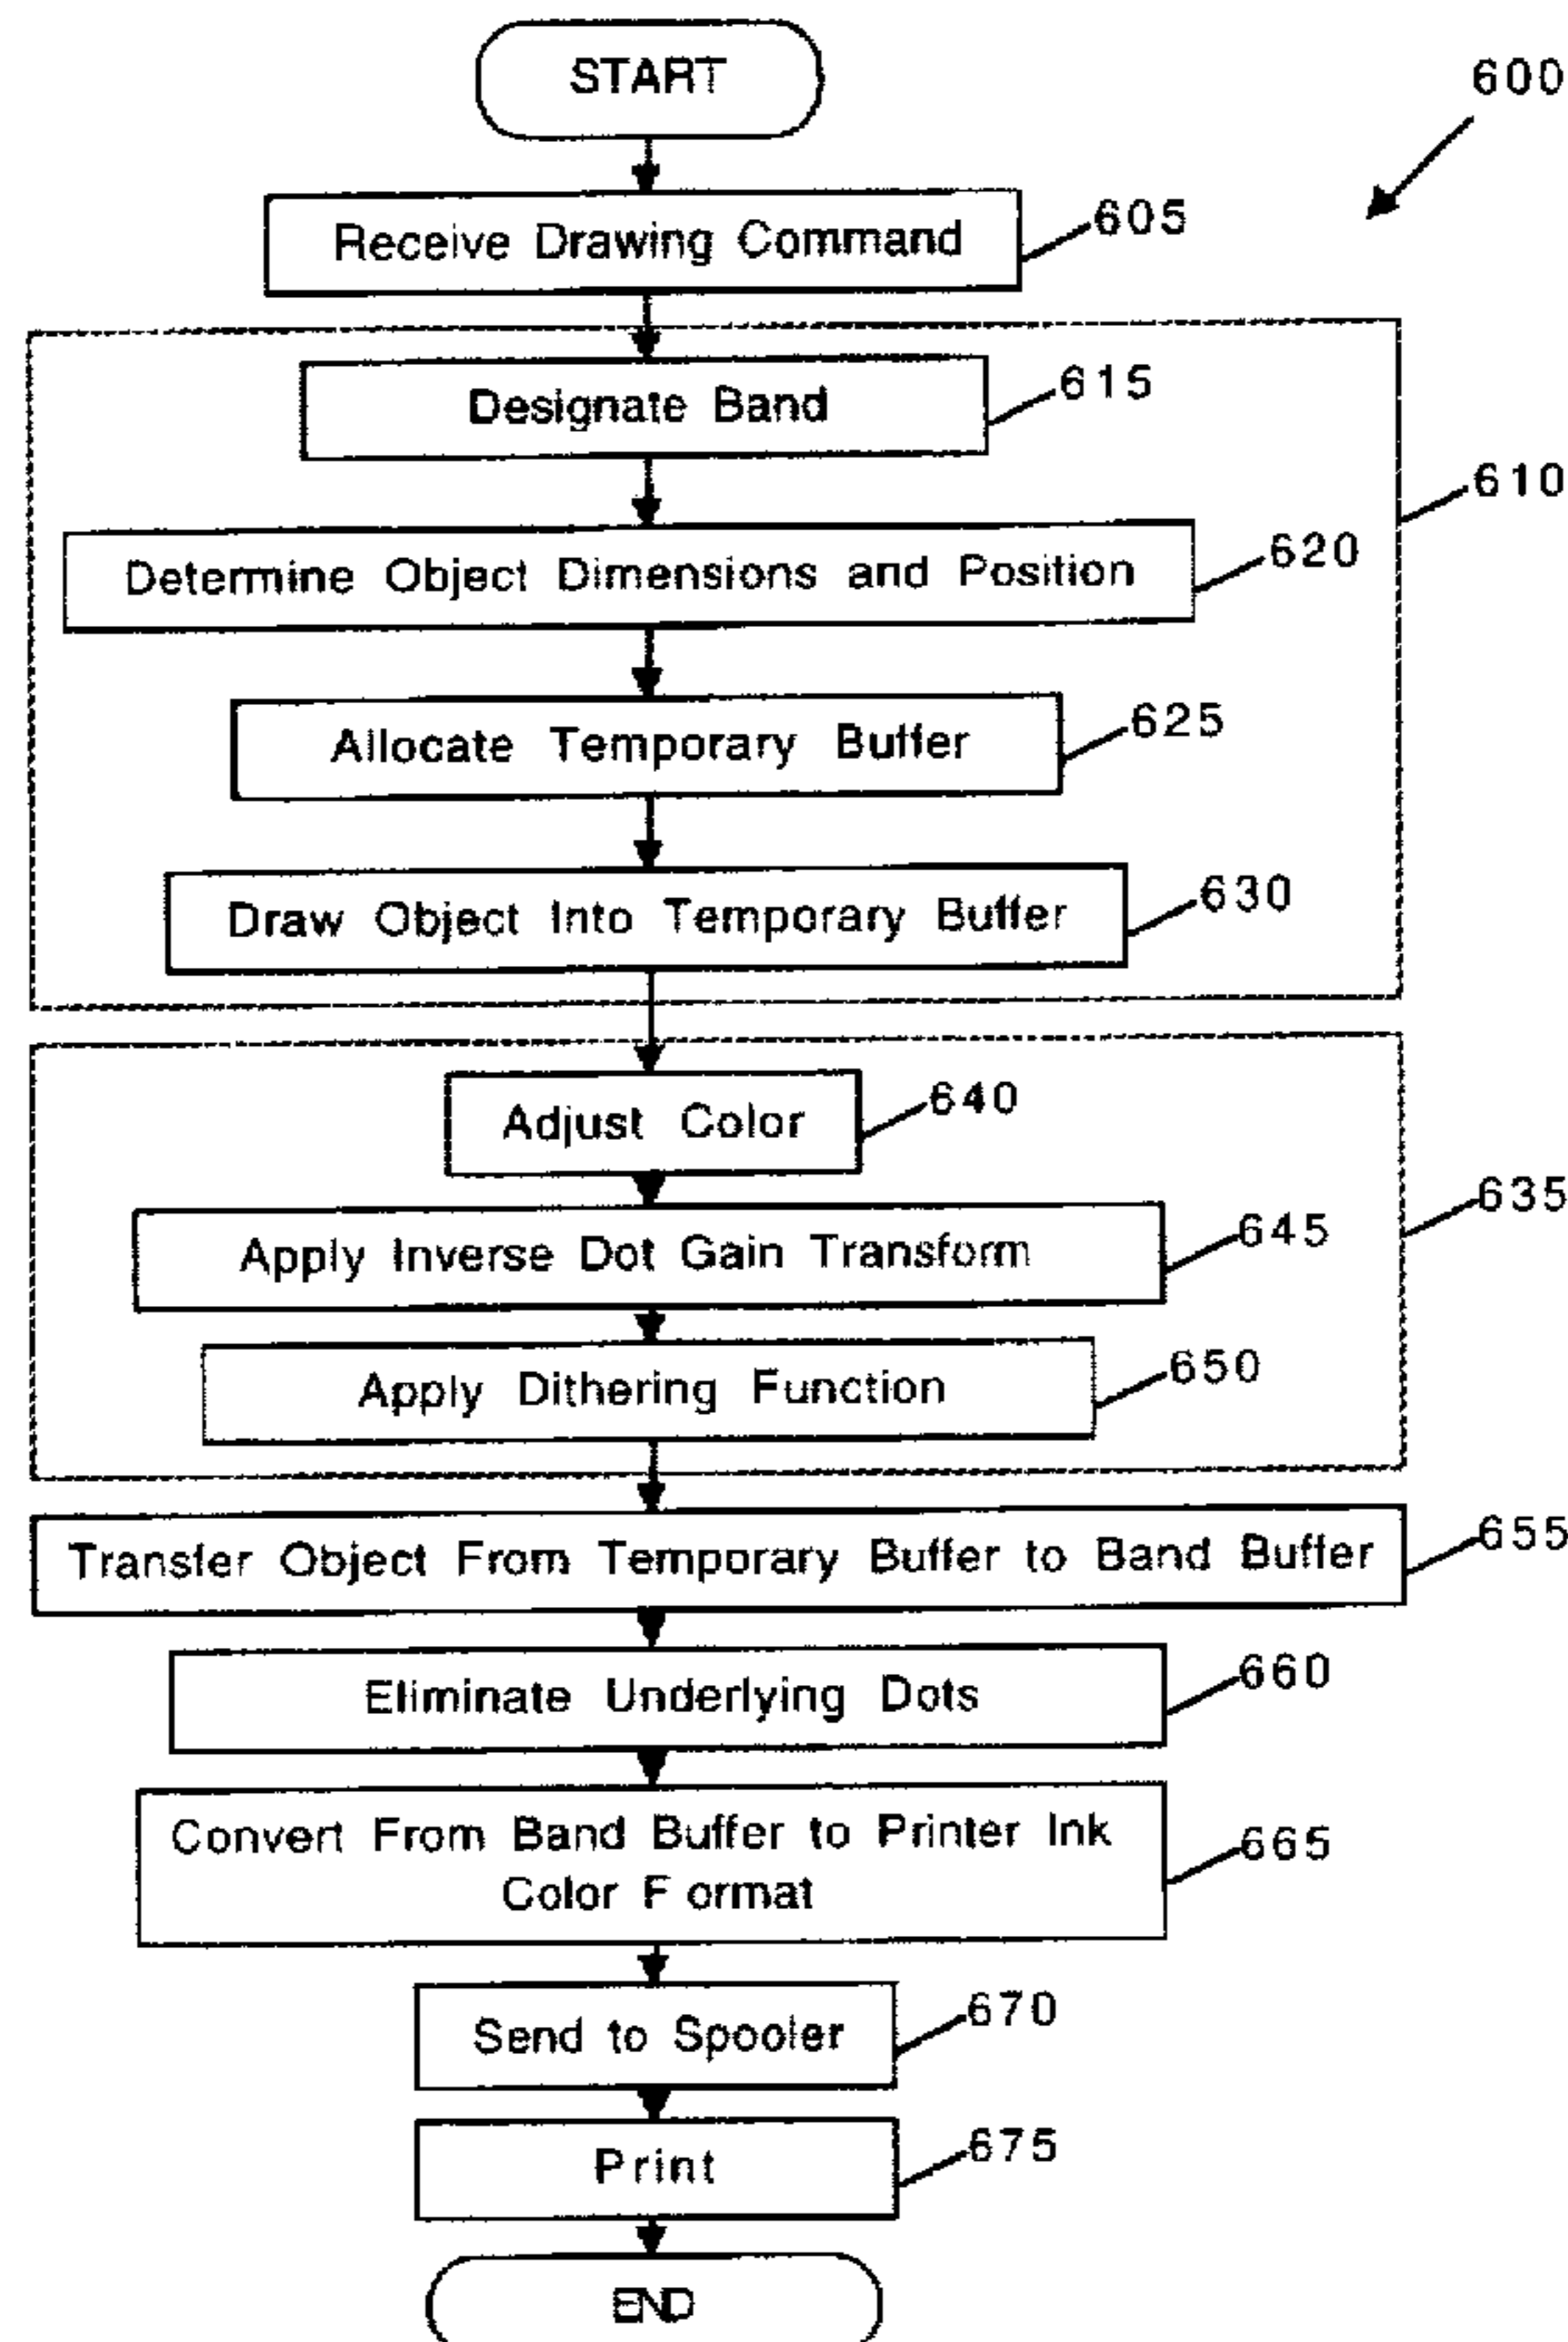 START
600
Receive Drawing Command
605
Designate Band
615
610
Determine Object Dimensions and Position
620
Allocate Temporary Buffer
625
Draw Object Into Temporary Buffer
630
Adjust Color
640
635
Apply Inverse Dot Gain Transform
645
Apply Dithering Function
650
Transfer Object From Temporary Buffer to Band Buffer
655
Eliminate Underlying Dots
660
Convert From Band Buffer to Printer Ink
Color Format
665
Send to Spooler
670
Print
675
END